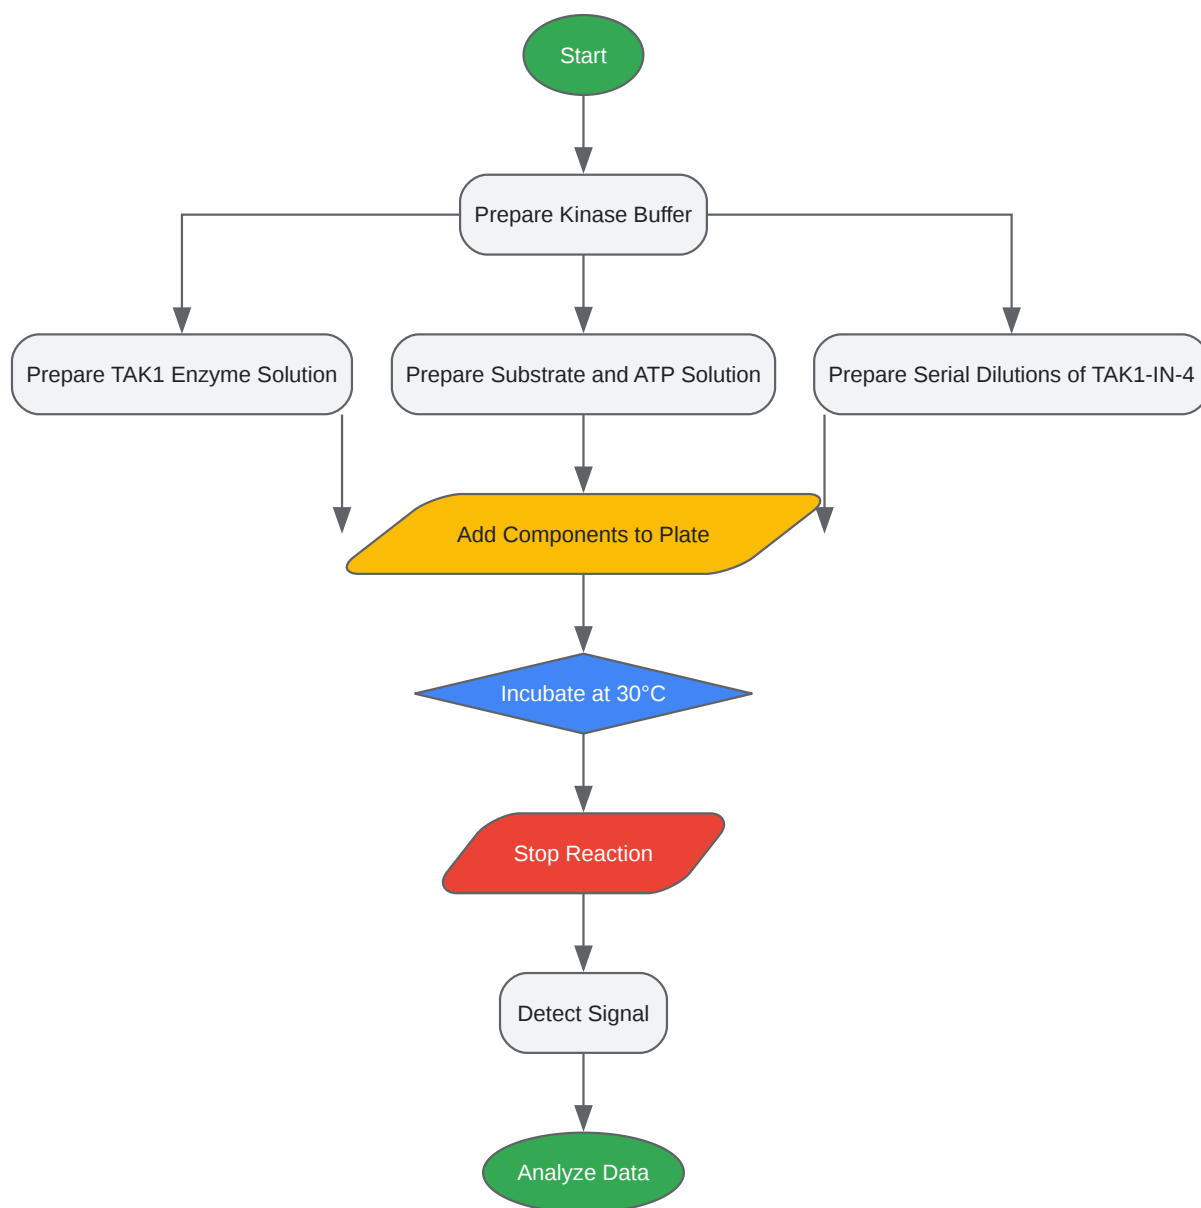 Start
Prepare Kinase Buffer
Prepare TAK1 Enzyme Solution
Prepare Substrate and ATP Solution
Prepare Serial Dilutions of TAK1-IN-4
Add Components to Plate
Incubate at 30°C
Stop Reaction
Detect Signal
Analyze Data